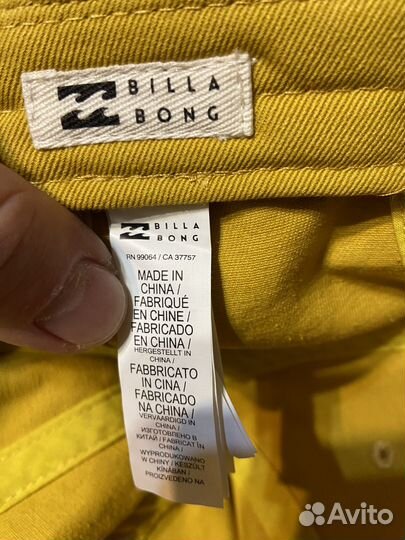 BILLA
BONG
BILLA
BONG
RN 99064 / CA 37757
MADE IN
CHINA /
FABRIQUÉ
EN CHINE /
FABRICADO
EN CHINA /
HERGESTELLT IN
CHINA /
FABBRICATO
IN CINA /
FABRICADO
NA CHINA /
VERVAARDIGD IN
CHINA /
ИЗГОТОВЛЕНО В
КИТАЙ / FABRICAT ÎN
CHINA /
WYPRODUKOWANO
W CHINY / KÉSZÜLT
KÍNÁBAN /
PROIZVEDENO NA
Avito